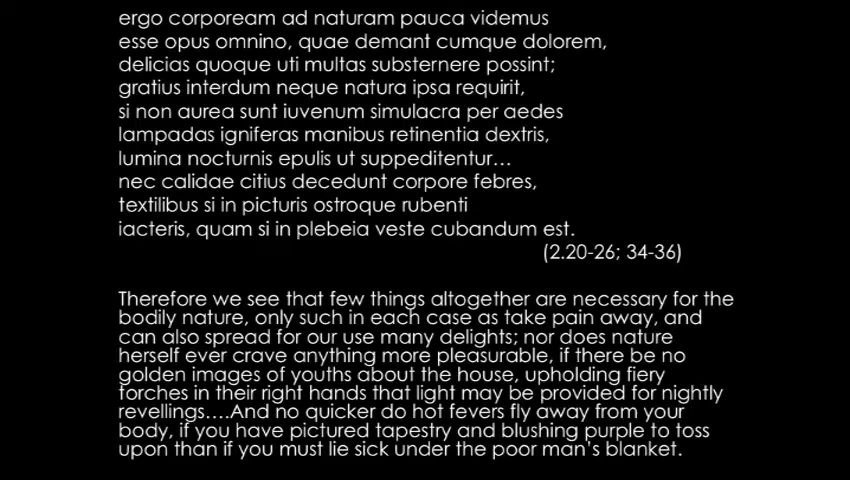 ergo corpoream ad naturam pauca videmus
esse opus omnino, quae demant cumque dolorem,
delicias quoque uti multas substernere possint;
gratius interdum neque natura ipsa requirit,
si non aurea sunt iuvenum simulacra per aedes
lampadas igniferas manibus retinentia dextris,
lumina nocturnis epulis ut suppeditentur...
nec calidae citius decedunt corpore febres,
textilibus si in picturis ostroque rubenti
iacteris, quam si in plebeia veste cubandum est.
(2.20-26; 34-36)
Therefore we see that few things altogether are necessary for the
bodily nature, only such in each case as take pain away, and
can also spread for our use many delights; nor does nature
herself ever crave anything more pleasurable, if there be no
golden images of youths about the house, upholding fiery
torches in their right hands that light may be provided for nightly
revellings....And no quicker do hot fevers fly away from your
body, if you have pictured tapestry and blushing purple to toss
upon than if you must lie sick under the poor man's blanket.